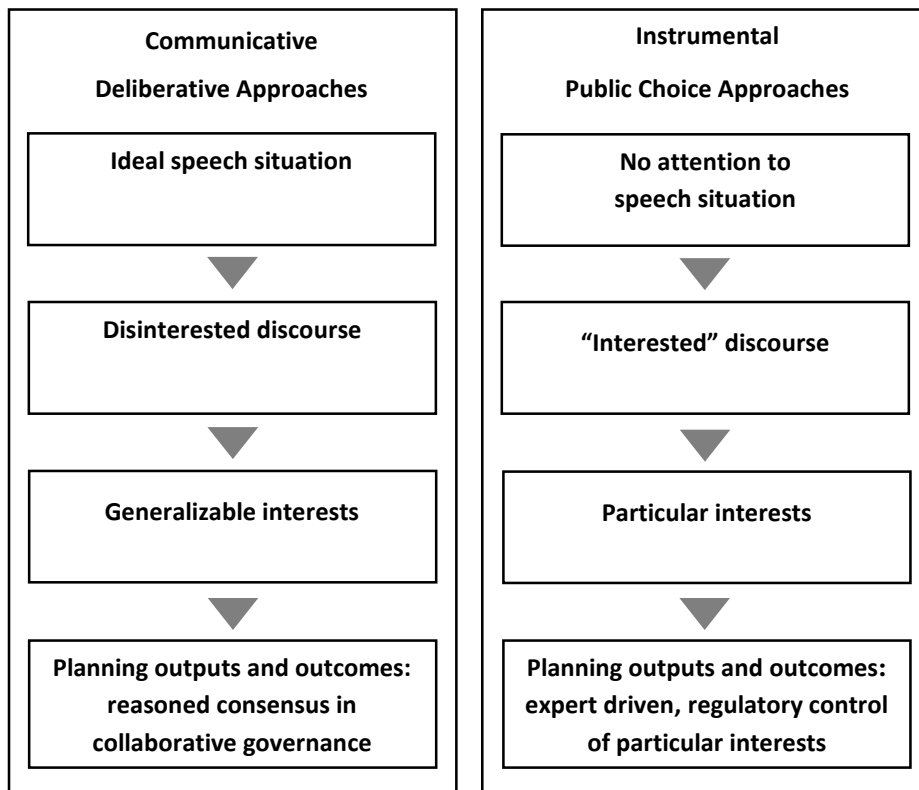 Communicative
Deliberative Approaches
Ideal speech situation
Disinterested discourse
Generalizable interests
Planning outputs and outcomes:
reasoned consensus in
collaborative governance
Instrumental
Public Choice Approaches
No attention to
speech situation
“Interested” discourse
Particular interests
Planning outputs and outcomes:
expert driven, regulatory control
of particular interests